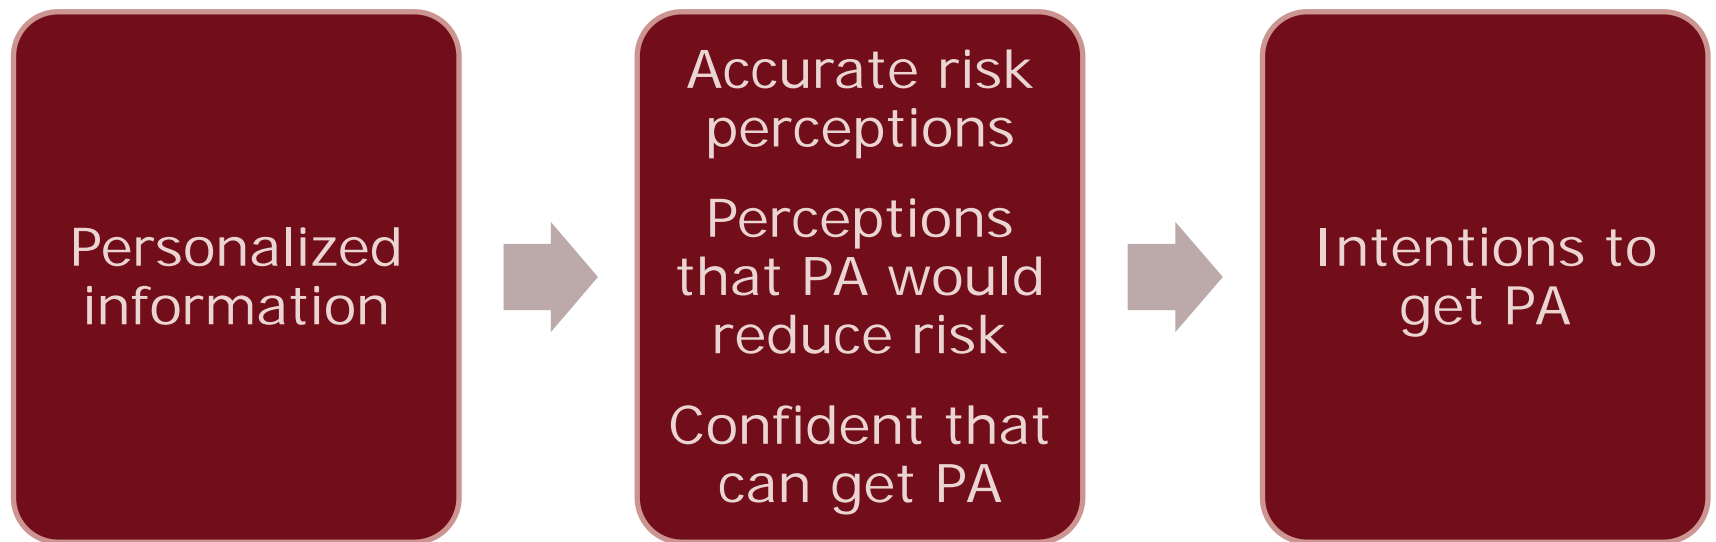 Personalized
information
Accurate risk
perceptions
Perceptions
that PA would
reduce risk
Confident that
can get PA
Intentions to
get PA